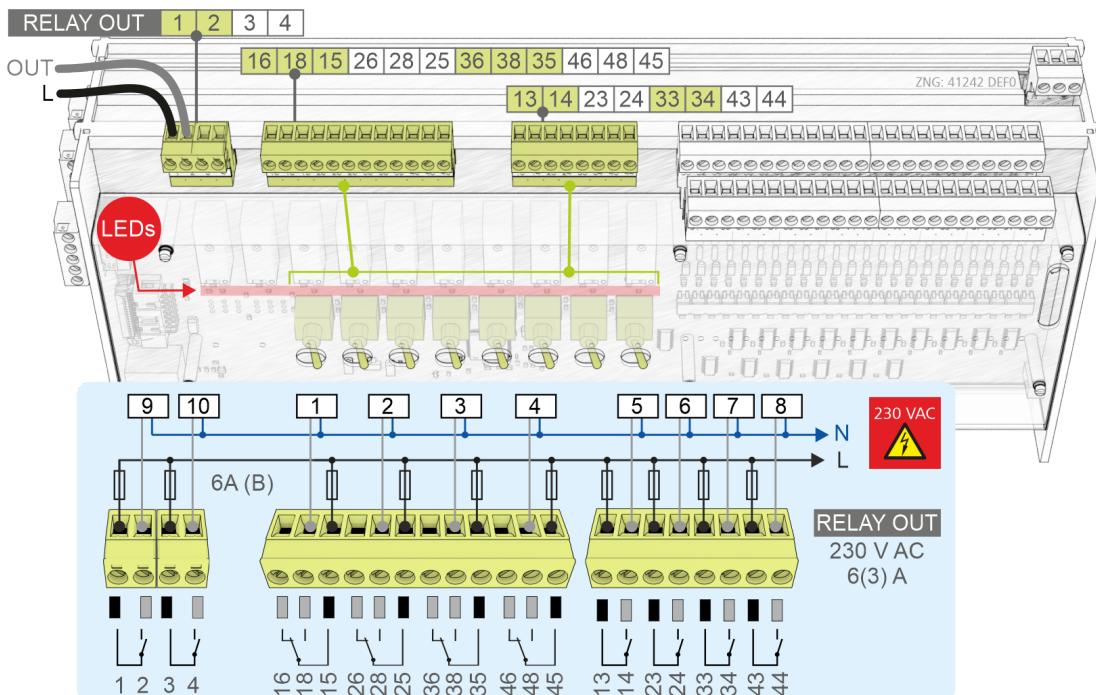 RELAY OUT 1 2 3 4
16 18 15 26 28 25 36 38 35 46 48 45
OUT
L
ZNG: 41242 DEF0
13 14 23 24 33 34 43 44
LEDs
9 10 1 2 3 4 5 6 7 8
230 VAC
N
L
6A (B)
RELAY OUT
230 V AC
6(3) A
1 2 3 4 16 18 15 26 28 25 36 38 35 46 48 45 13 14 23 24 33 34 43 44